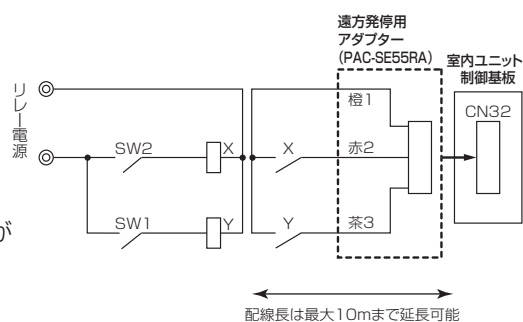 遠方発停用
アダプター
(PAC-SE55RA)
室内ユニット
制御基板
リレー電源
橙1
CN32
SW2
X
X
赤2
SW1
Y
Y
茶3
が
配線長は最大10mまで延長可能